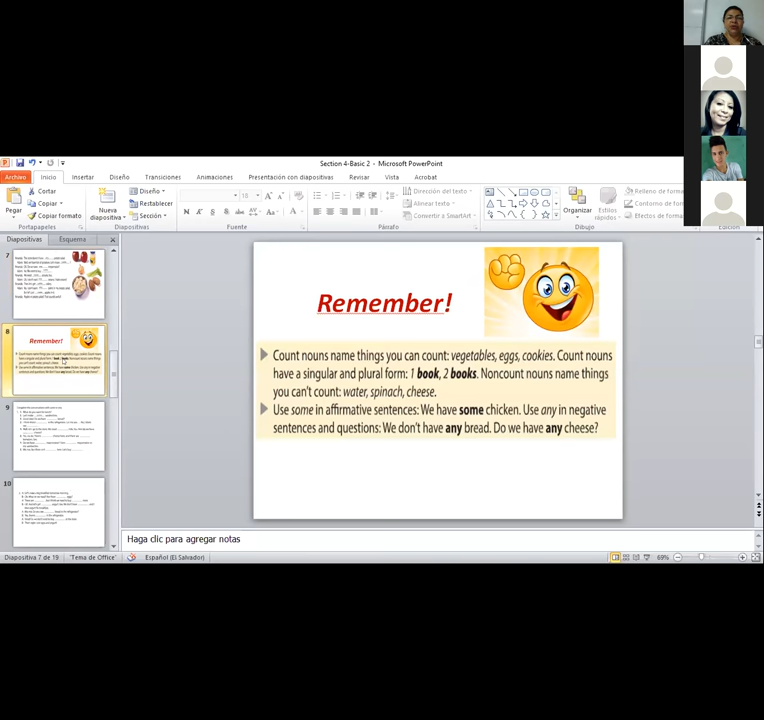 Section 4-Basic 2 - Microsoft PowerPoint
Archivo Inicio Insertar Diseño Transiciones Animaciones Presentación con diapositivas Revisar Vista Acrobat
Pegar
Cortar
Copiar
Copiar formato
Portapapeles
Nueva
diapositiva
Diseño
Restablecer
Sección
Diapositivas
18
N K S abc
Fuente
Dirección del texto
Alinear texto
Convertir a SmartArt
Párrafo
Organizar
Estilos
rápidos
Relleno de forma
Contorno de forma
Efectos de formas
Dibujo
Diapositivas Esquema
7
8
Remember!
9
10
Remember!
Count nouns name things you can count: vegetables, eggs, cookies. Count nouns
have a singular and plural form: 1 book, 2 books. Noncount nouns name things
you can't count: water, spinach, cheese.
Use some in affirmative sentences: We have some chicken. Use any in negative
sentences and questions: We don't have any bread. Do we have any cheese?
Haga clic para agregar notas
Diapositiva 7 de 19 "Tema de Office" Español (El Salvador) 69%